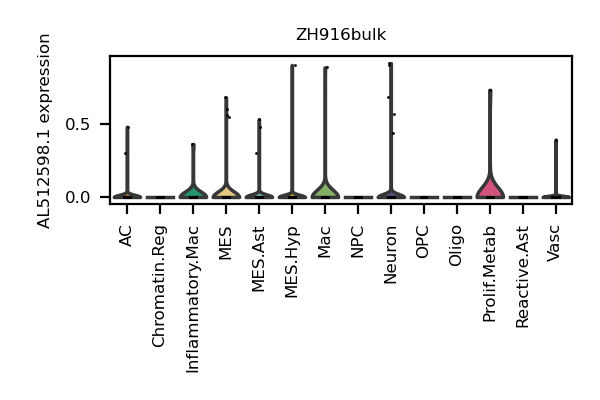 ZH916bulk
AL512598.1 expression
0.5
0.0
AC
Chromatin.Reg
Inflammatory.Mac
MES
MES.Ast
MES.Hyp
Mac
NPC
Neuron
OPC
Oligo
Prolif.Metab
Reactive.Ast
Vasc